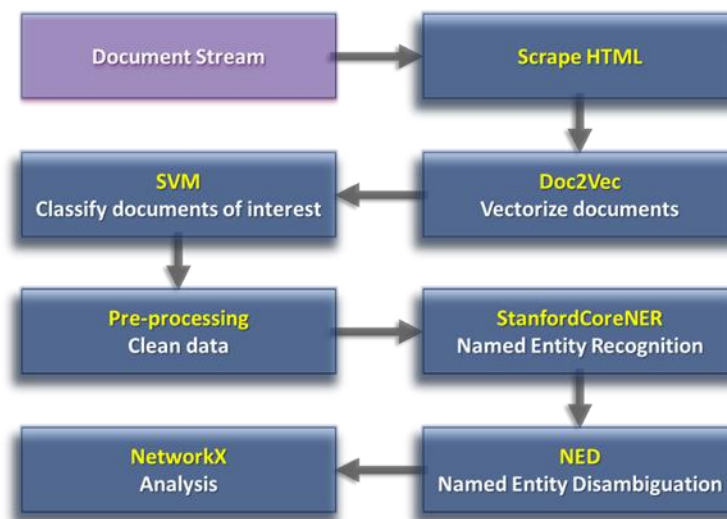 Document Stream
Scrape HTML
Doc2Vec
Vectorize documents
SVM
Classify documents of interest
Pre-processing
Clean data
StanfordCoreNER
Named Entity Recognition
NED
Named Entity Disambiguation
NetworkX
Analysis